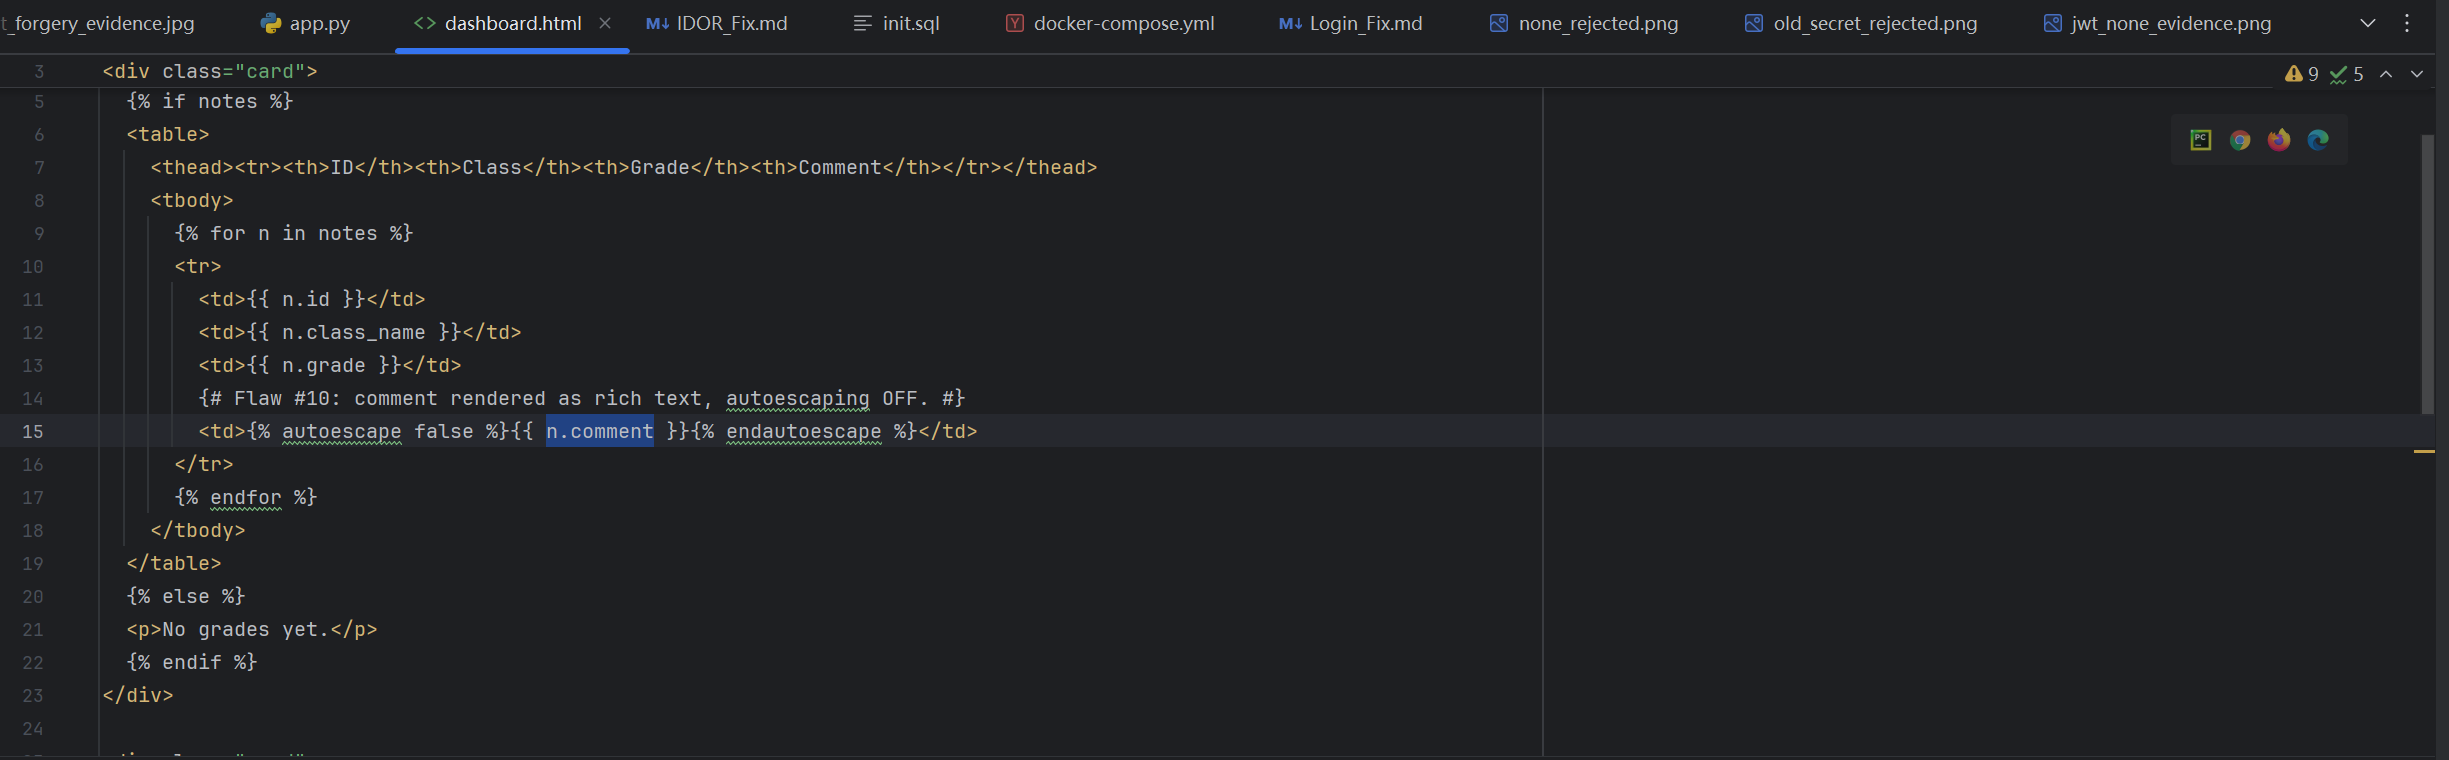 t_forgery_evidence.jpg app.py <> dashboard.html × M↓ IDOR_Fix.md init.sql Y docker-compose.yml M↓ Login_Fix.md none_rejected.png old_secret_rejected.png jwt_none_evidence.png
3 <div class="card"> 9 5
5 {% if notes %}
6 <table>
PC
7 <thead><tr><th>ID</th><th>Class</th><th>Grade</th><th>Comment</th></tr></thead>
8 <tbody>
9 {% for n in notes %}
10 <tr>
11 <td>{{ n.id }}</td>
12 <td>{{ n.class_name }}</td>
13 <td>{{ n.grade }}</td>
14 {# Flaw #10: comment rendered as rich text, autoescaping OFF. #}
15 <td>{% autoescape false %}{{ n.comment }}{% endautoescape %}</td>
16 </tr>
17 {% endfor %}
18 </tbody>
19 </table>
20 {% else %}
21 <p>No grades yet.</p>
22 {% endif %}
23 </div>
24